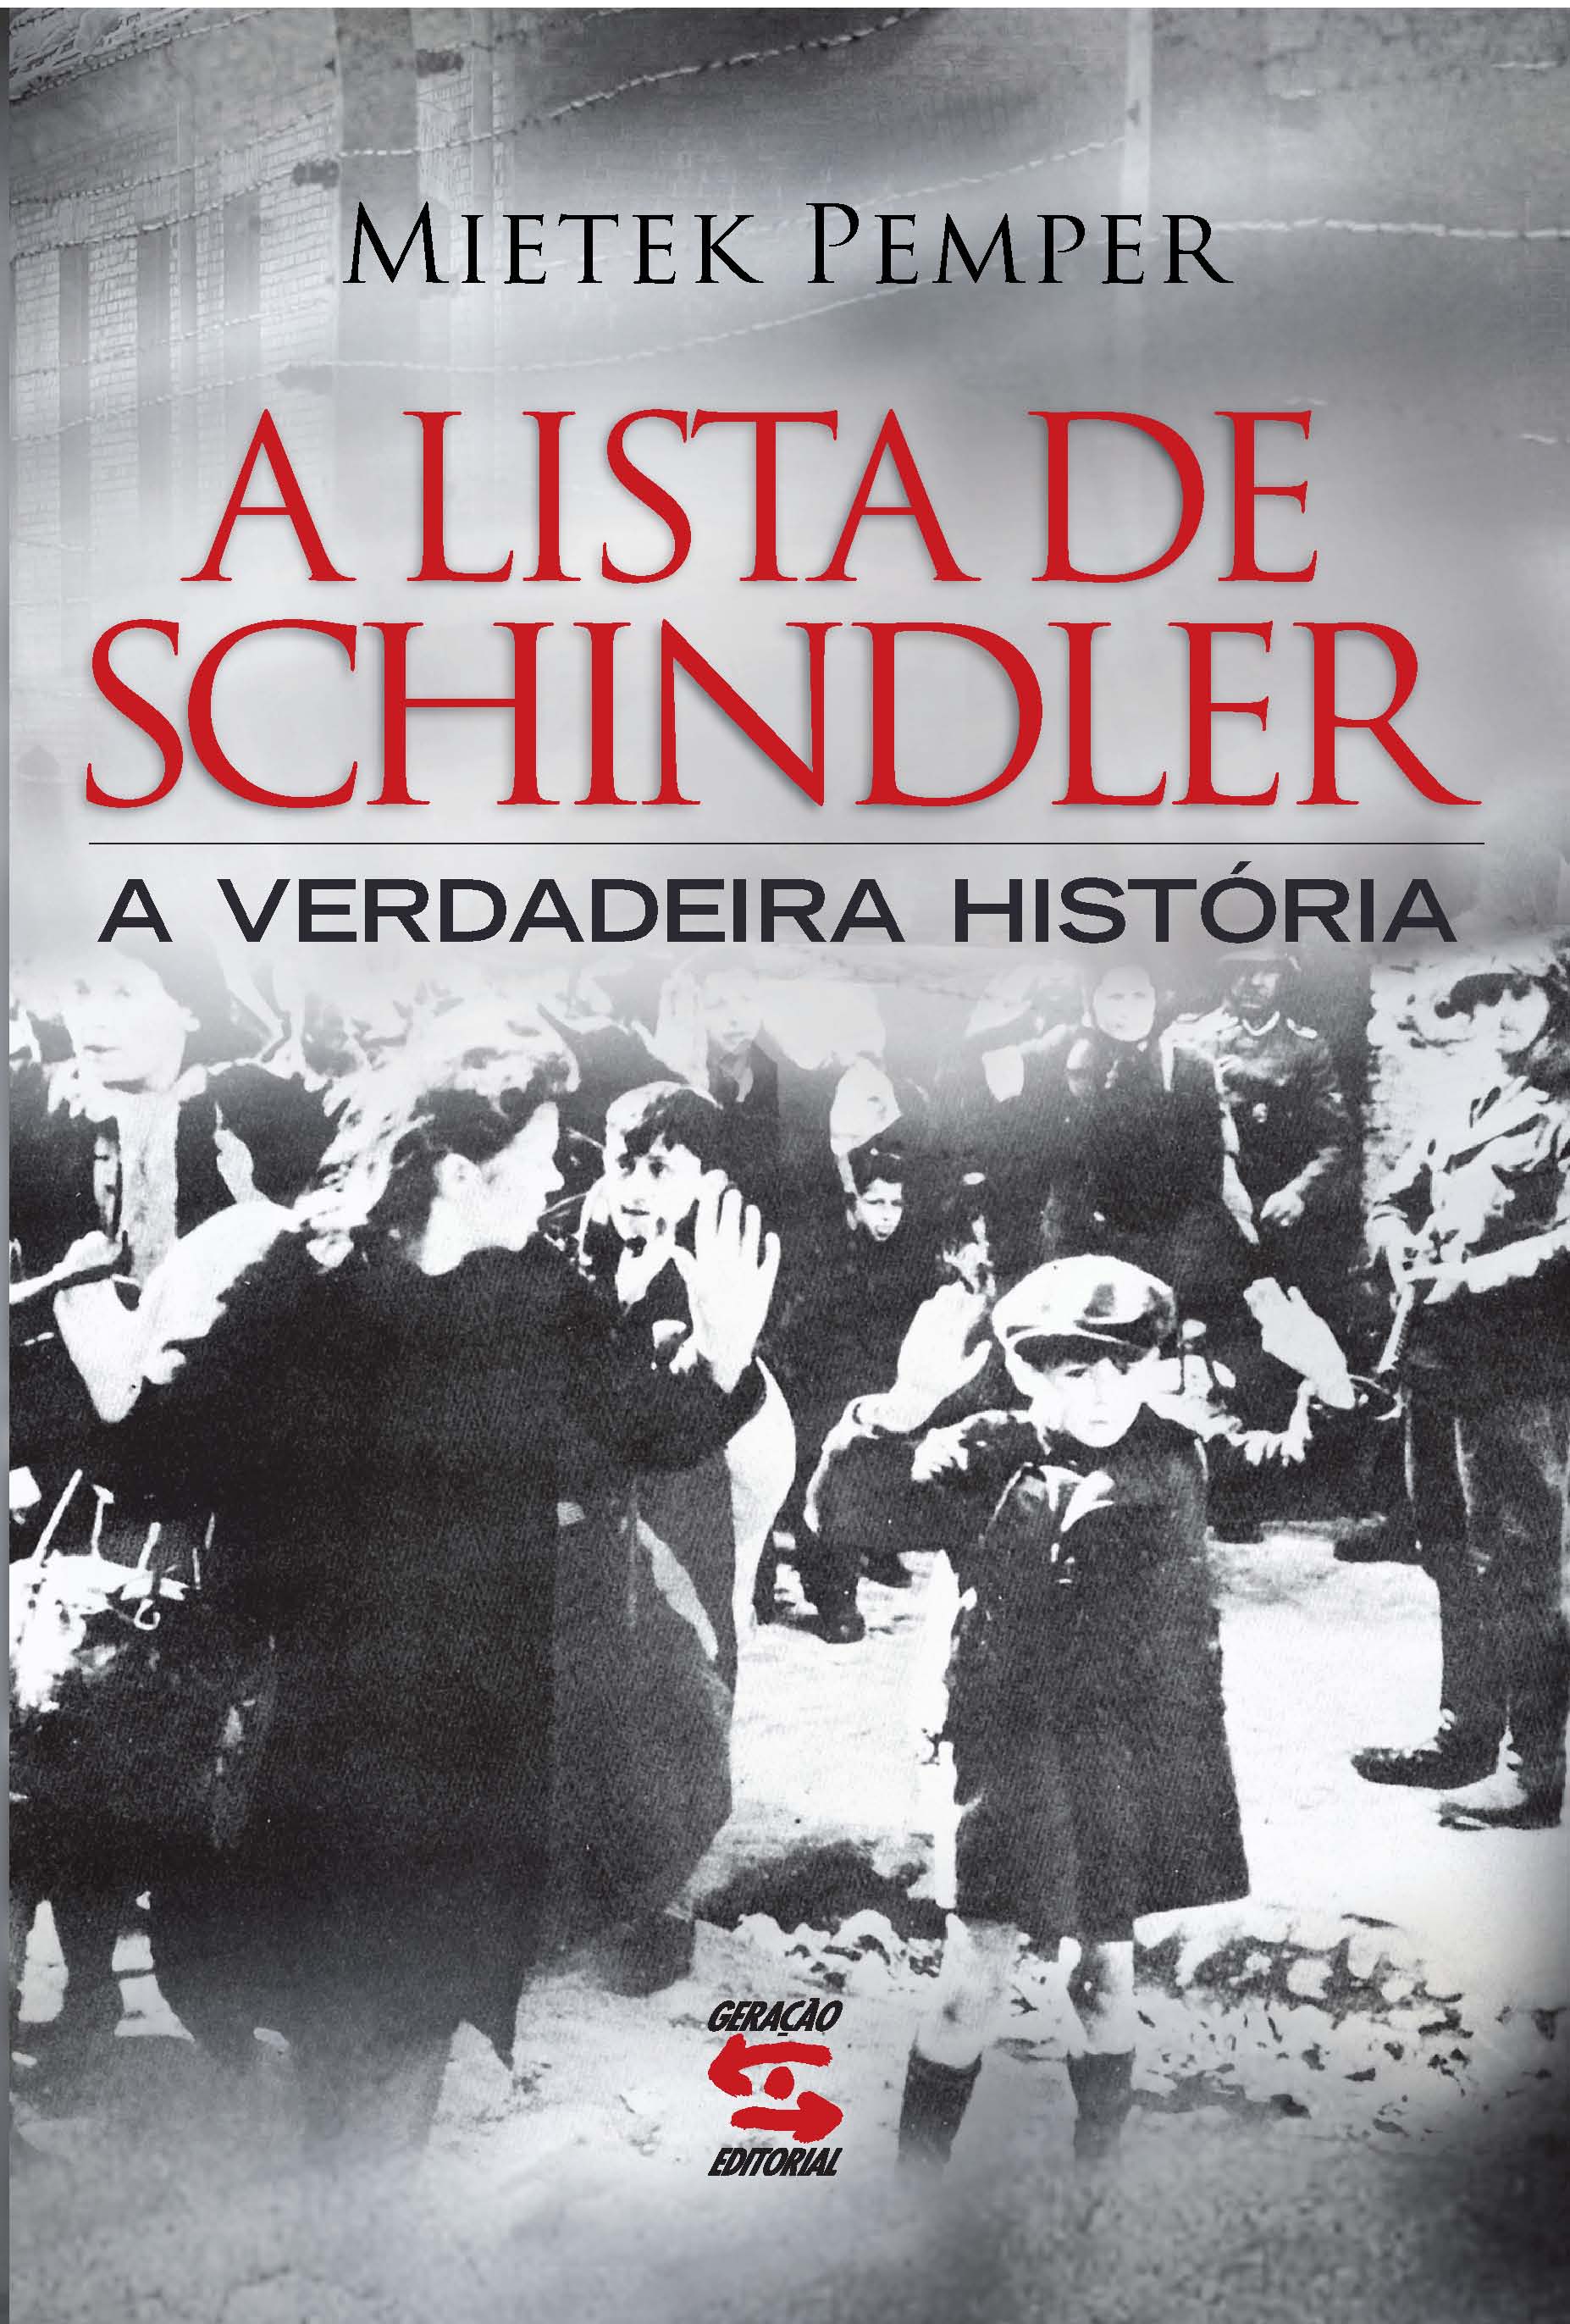 MIETEK PEMPER
A LISTA DE
SCHINDLER
A VERDADEIRA HISTÓRIA
GERAÇÃO
EDITORIAL